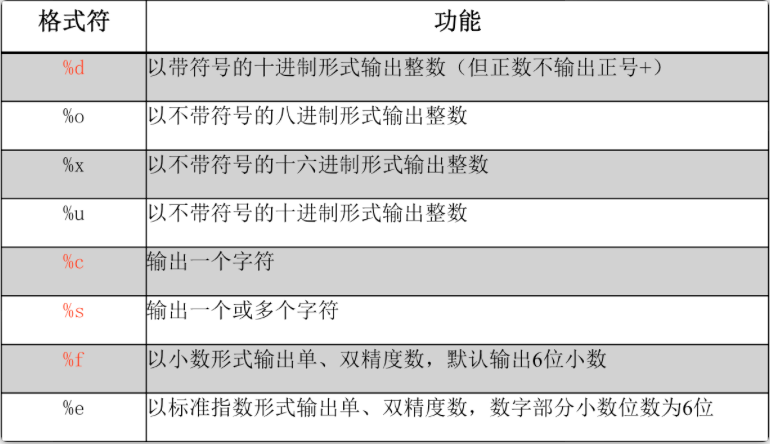 格式符 功能
%d 以带符号的十进制形式输出整数（但正数不输出正号+）
%o 以不带符号的八进制形式输出整数
%x 以不带符号的十六进制形式输出整数
%u 以不带符号的十进制形式输出整数
%c 输出一个字符
%s 输出一个或多个字符
%f 以小数形式输出单、双精度数，默认输出6位小数
%e 以标准指数形式输出单、双精度数，数字部分小数位数为6位